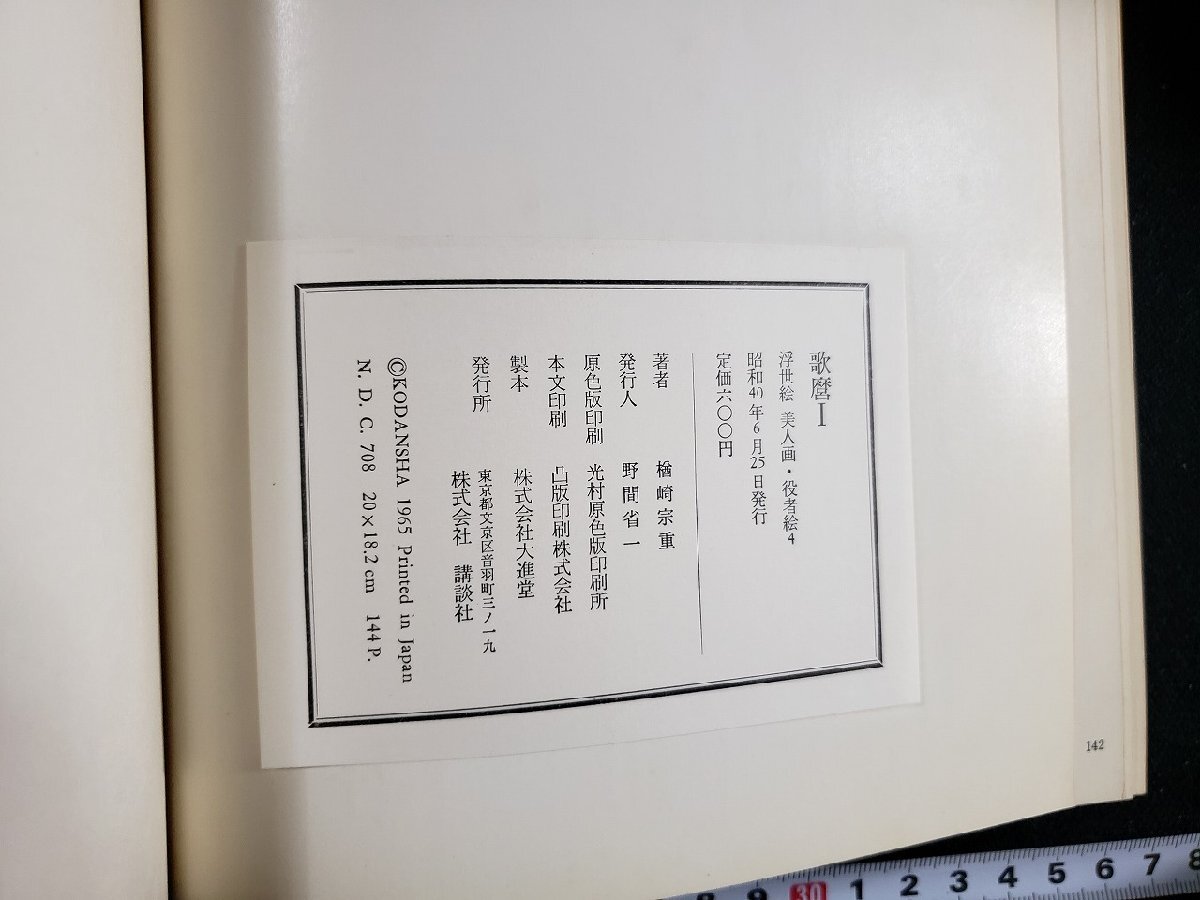 歌麿Ⅰ
浮世絵 美人画・役者絵4
昭和40年6月25日発行
定価六〇〇円
著者 楢崎宗重
発行人 野間省一
原色版印刷 光村原色版印刷所
本文印刷 凸版印刷株式会社
製本 株式会社大進堂
東京都文京区音羽町三ノ一九
発行所 株式会社 講談社
©KODANSHA 1965 Printed in Japan
N. D. C. 708 20×18.2cm 144P.
142
9 30 1 2 3 4 5 6 7 8